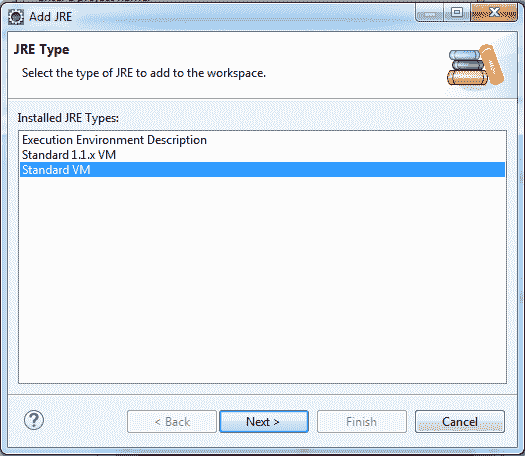 Add JRE
JRE Type
Select the type of JRE to add to the workspace.
Installed JRE Types:
Execution Environment Description
Standard 1.1.x VM
Standard VM
?
< Back
Next >
Finish
Cancel